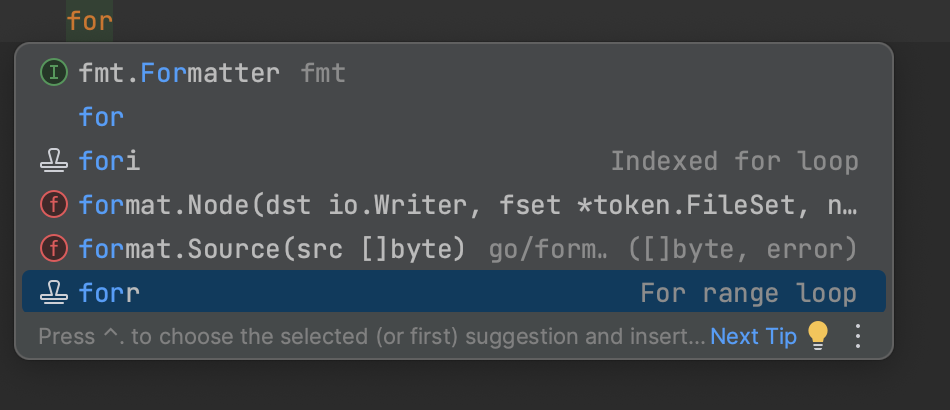 for
I fmt.Formatter fmt
for
fori Indexed for loop
f format.Node(dst io.Writer, fset *token.FileSet, n…
f format.Source(src []byte) go/form… ([]byte, error)
forr For range loop
Press ^. to choose the selected (or first) suggestion and insert… Next Tip